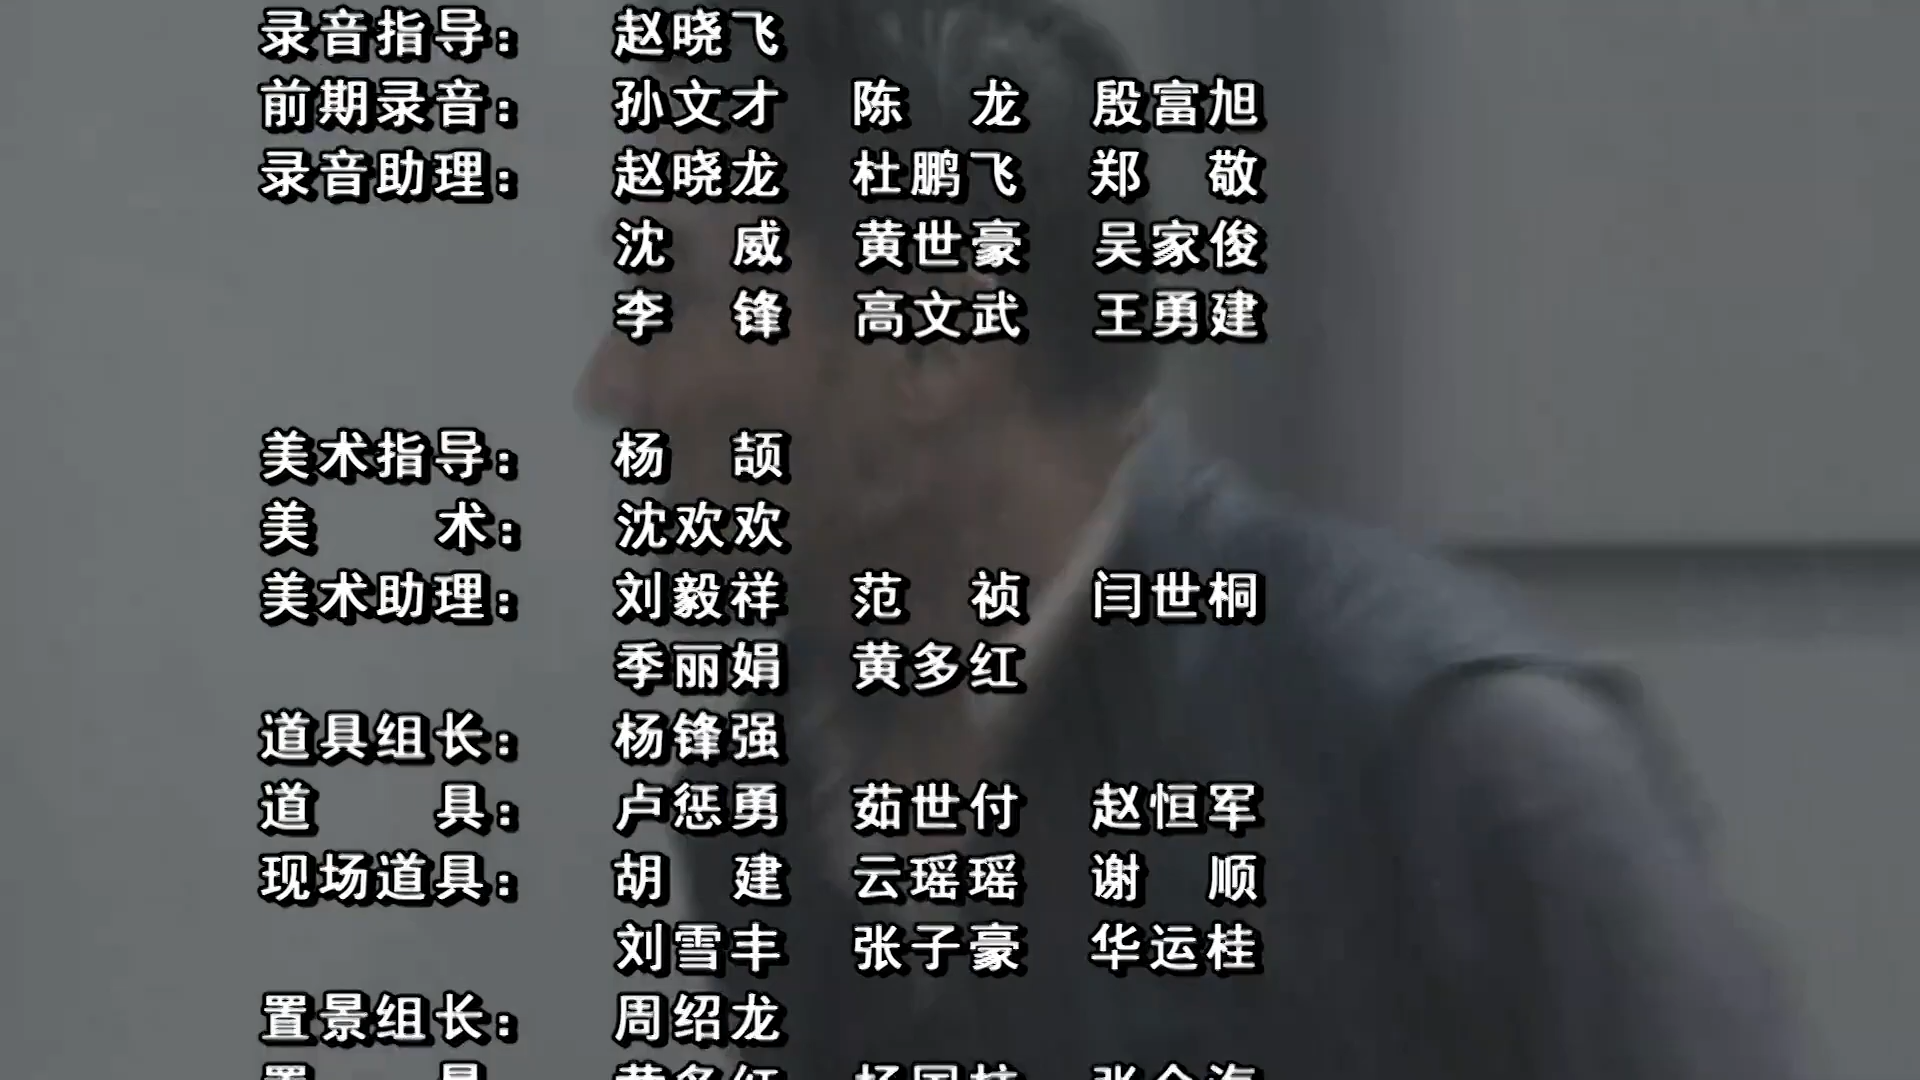 录音指导: 赵晓飞
前期录音: 孙文才 陈 龙 殷富旭
录音助理: 赵晓龙 杜鹏飞 郑 敬
沈 威 黄世豪 吴家俊
李 锋 高文武 王勇建
美术指导: 杨 颉
美 术: 沈欢欢
美术助理: 刘毅祥 范 祯 闫世桐
季丽娟 黄多红
道具组长: 杨锋强
道 具: 卢惩勇 茹世付 赵恒军
现场道具: 胡 建 云瑶瑶 谢 顺
刘雪丰 张子豪 华运桂
置景组长: 周绍龙